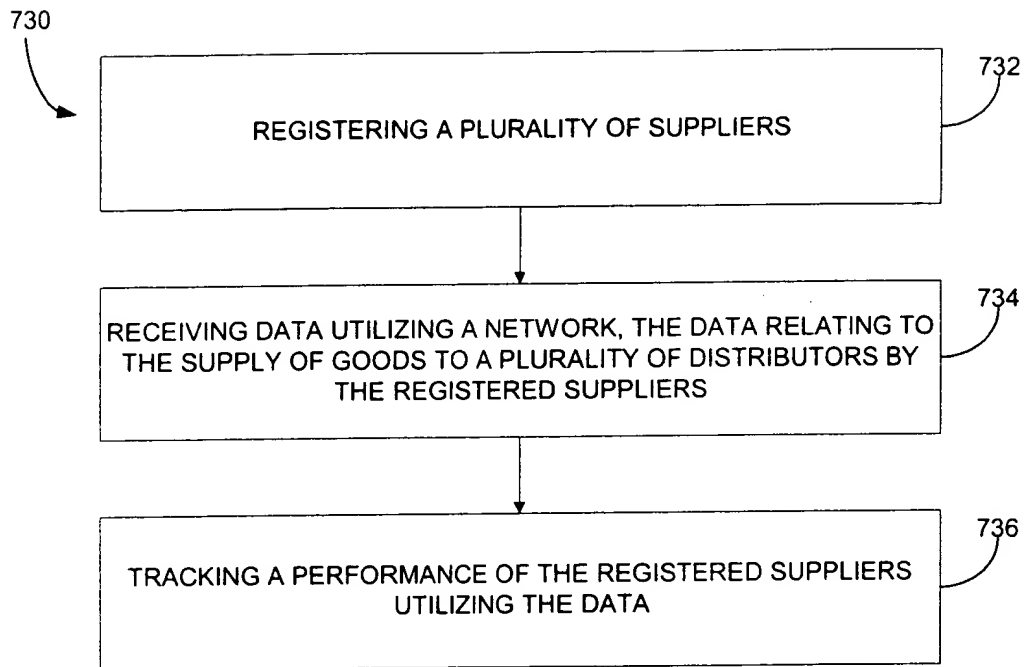 730
732
REGISTERING A PLURALITY OF SUPPLIERS
734
RECEIVING DATA UTILIZING A NETWORK, THE DATA RELATING TO
THE SUPPLY OF GOODS TO A PLURALITY OF DISTRIBUTORS BY
THE REGISTERED SUPPLIERS
736
TRACKING A PERFORMANCE OF THE REGISTERED SUPPLIERS
UTILIZING THE DATA